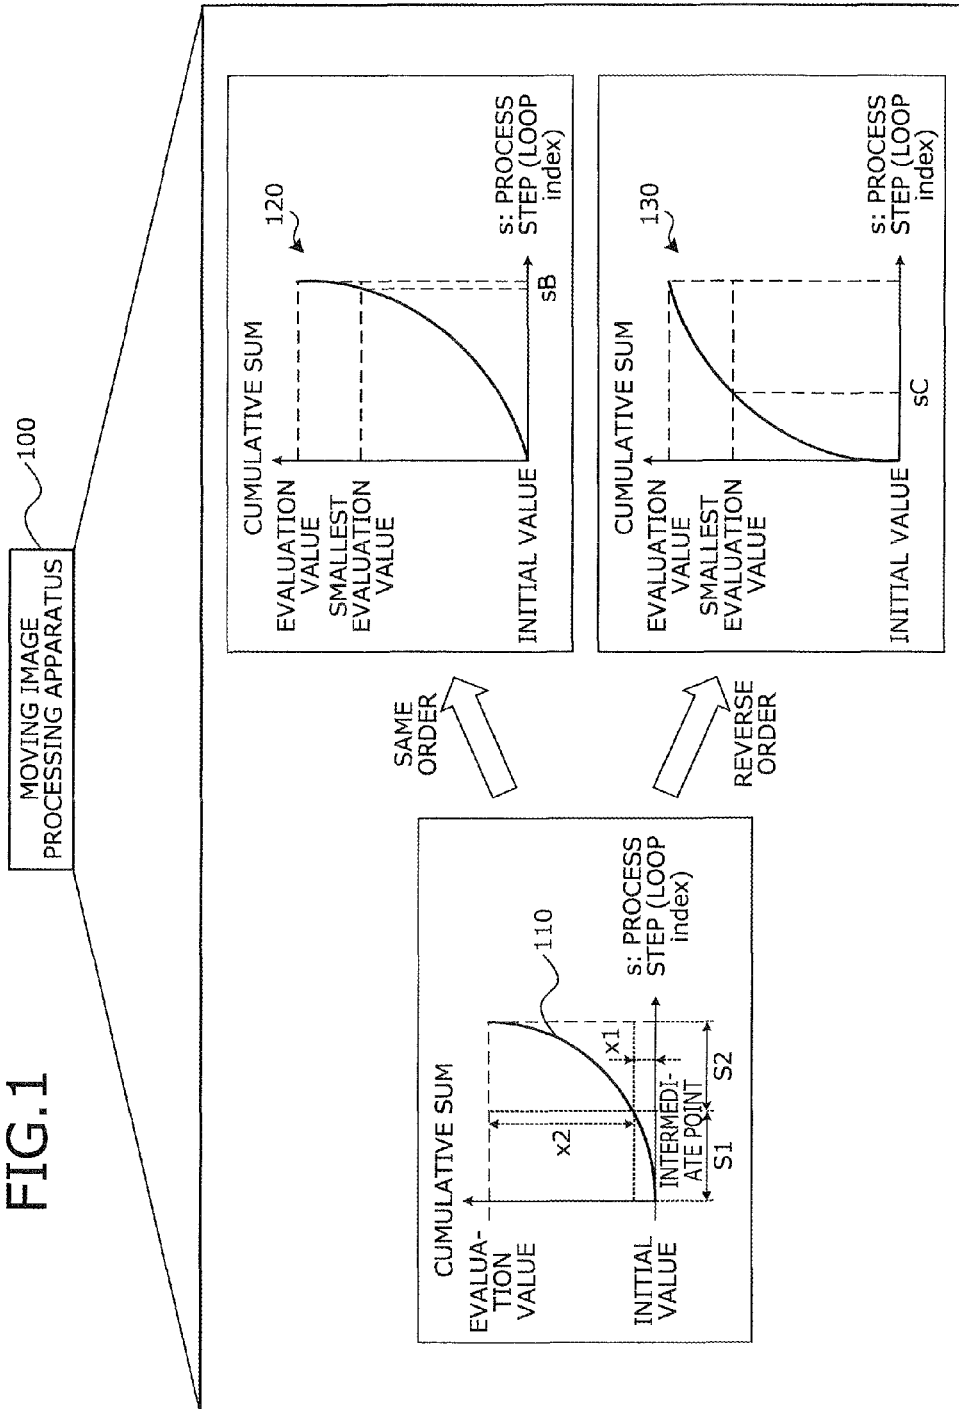 FIG.1
MOVING IMAGE
PROCESSING APPARATUS
100
CUMULATIVE SUM
EVALUA-
TION
VALUE
INITIAL
VALUE
x2
x1
110
INTERMEDI-
ATE POINT
S1
S2
s: PROCESS
STEP (LOOP
index)
SAME
ORDER
REVERSE
ORDER
CUMULATIVE SUM
120
EVALUATION
VALUE
SMALLEST
EVALUATION
VALUE
INITIAL VALUE
sB
s: PROCESS
STEP (LOOP
index)
CUMULATIVE SUM
130
EVALUATION
VALUE
SMALLEST
EVALUATION
VALUE
INITIAL VALUE
sC
s: PROCESS
STEP (LOOP
index)